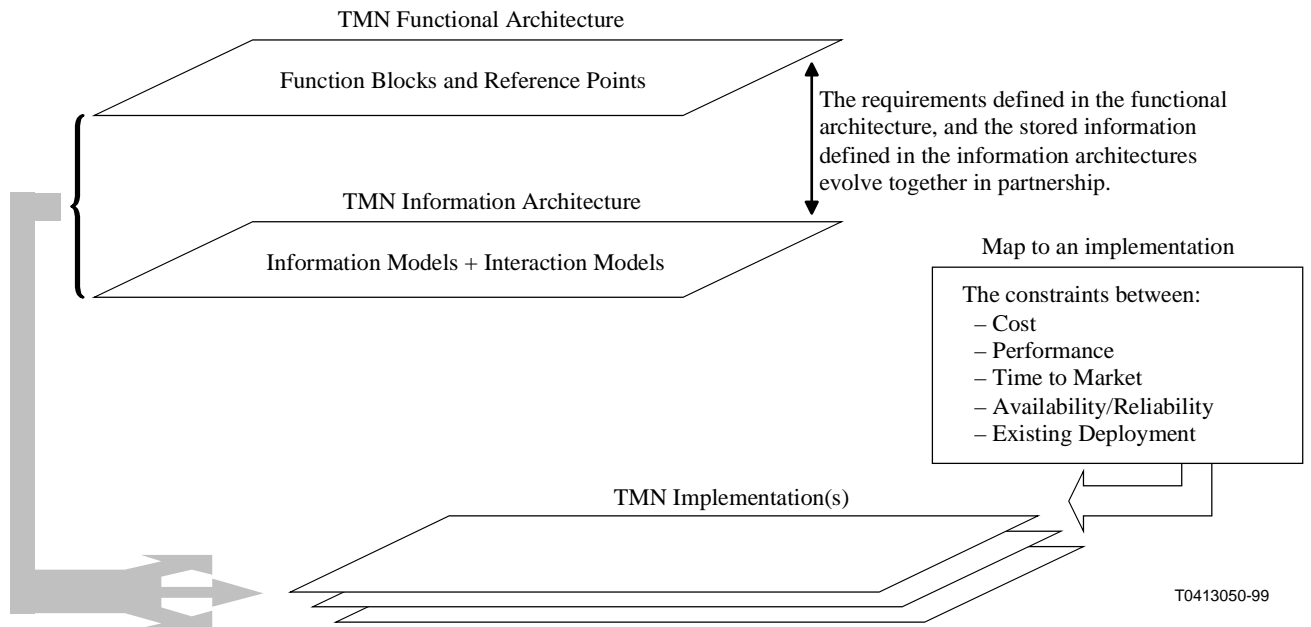 TMN Functional Architecture
Function Blocks and Reference Points
The requirements defined in the functional
architecture, and the stored information
defined in the information architectures
evolve together in partnership.
TMN Information Architecture
Information Models + Interaction Models
Map to an implementation
The constraints between:
– Cost
– Performance
– Time to Market
– Availability/Reliability
– Existing Deployment
TMN Implementation(s)
T0413050-99